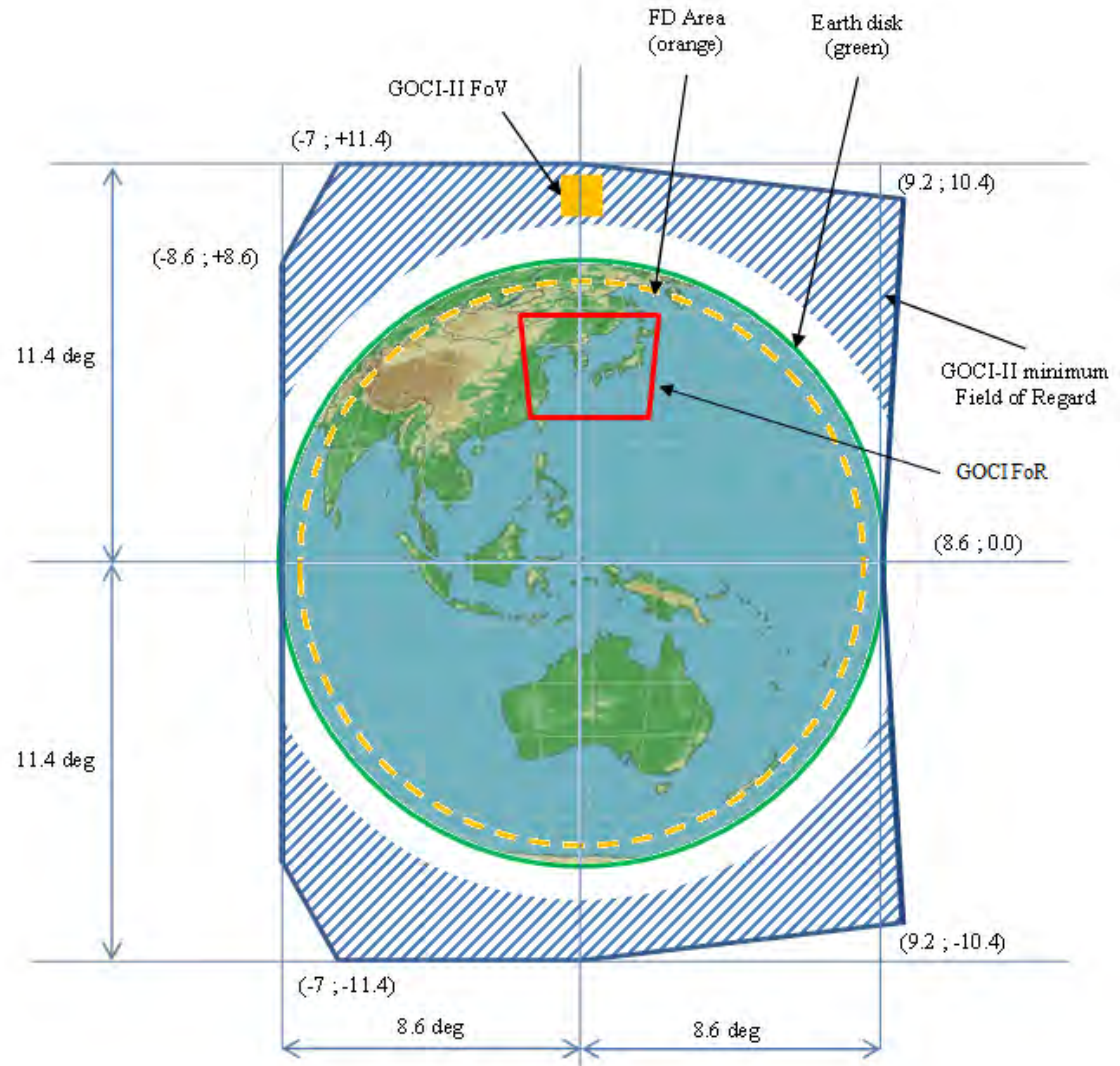 FD Area
(orange)
Earth disk
(green)
GOCI-II FoV
(-7 ; +11.4)
(9.2 ; 10.4)
(-8.6 ; +8.6)
11.4 deg
GOCI-II minimum
Field of Regard
GOCI FoR
(8.6 ; 0.0)
11.4 deg
(9.2 ; -10.4)
(-7 ; -11.4)
8.6 deg
8.6 deg